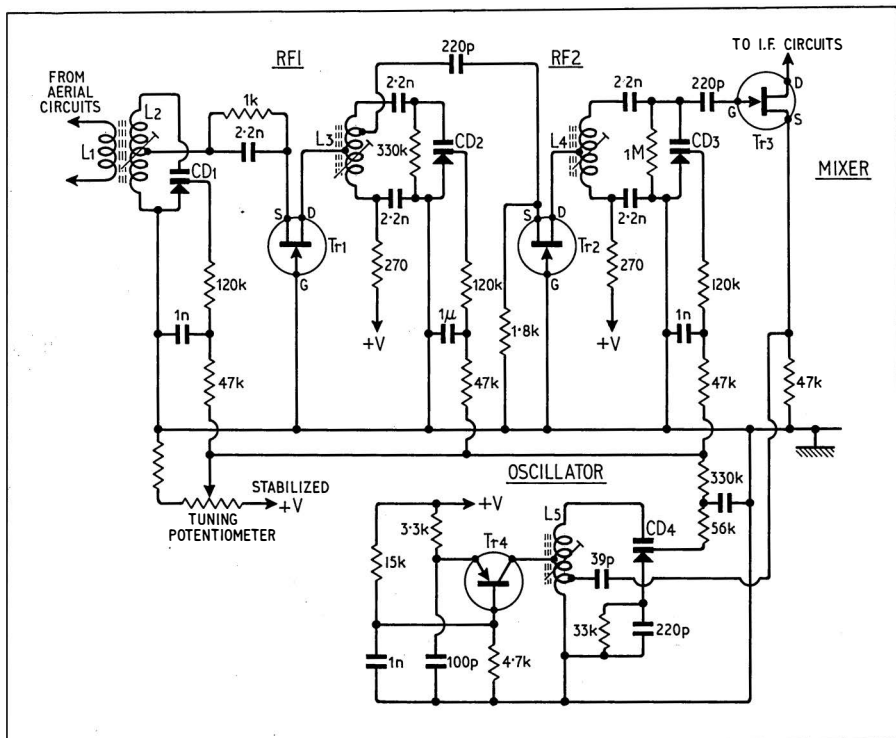 TO I.F. CIRCUITS
FROM
AERIAL
CIRCUITS
RF1
220p
RF2
L1
L2
1k
2·2n
CD1
L3
2·2n
330k
CD2
2·2n
L4
2·2n
1M
CD3
2·2n
220p
G
D
S
Tr3
MIXER
S
D
Tr1
G
S
D
Tr2
G
120k
270
120k
270
120k
1n
+V
1µ
1·8k
+V
1n
47k
47k
47k
47k
OSCILLATOR
STABILIZED
+V
TUNING
POTENTIOMETER
+V
330k
56k
3·3k
15k
Tr4
L5
CD4
39p
33k
220p
1n
100p
4·7k